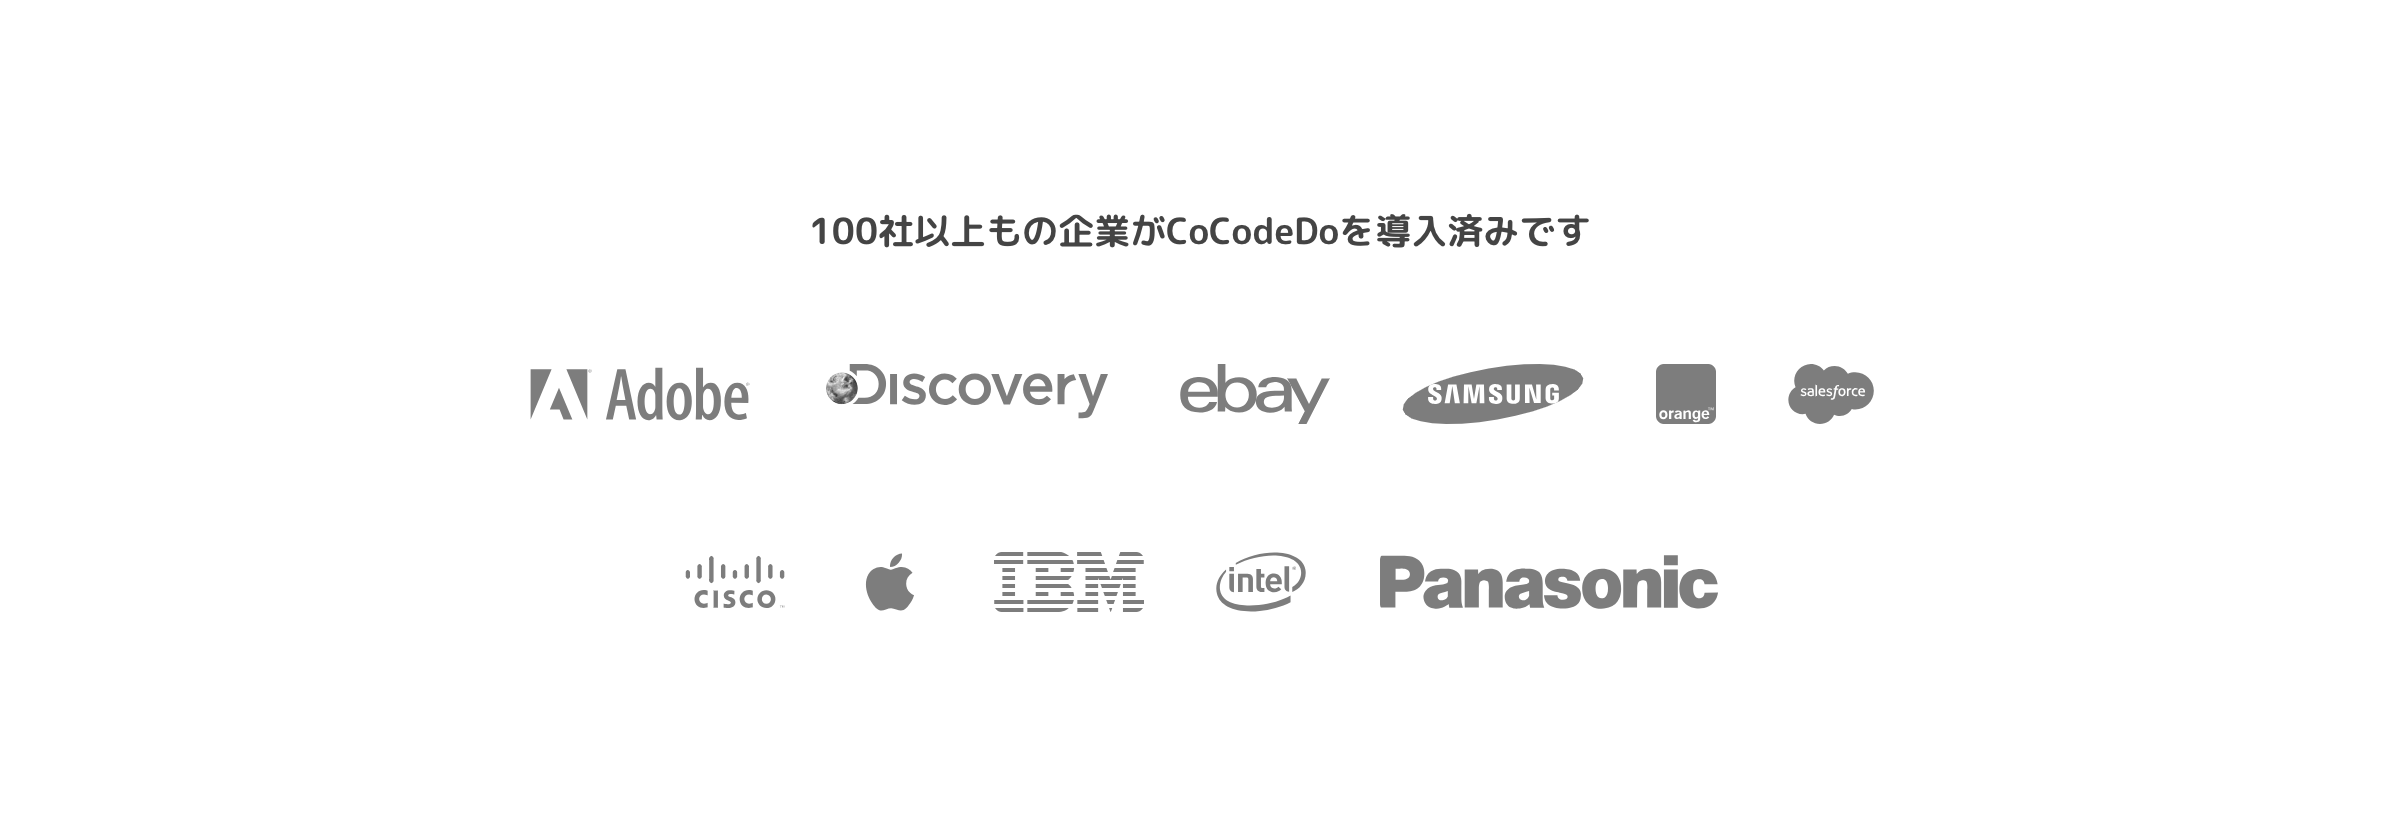 100社以上もの企業がCoCodeDoを導入済みです
Adobe Discovery ebay SAMSUNG orange salesforce
cisco IBM intel Panasonic